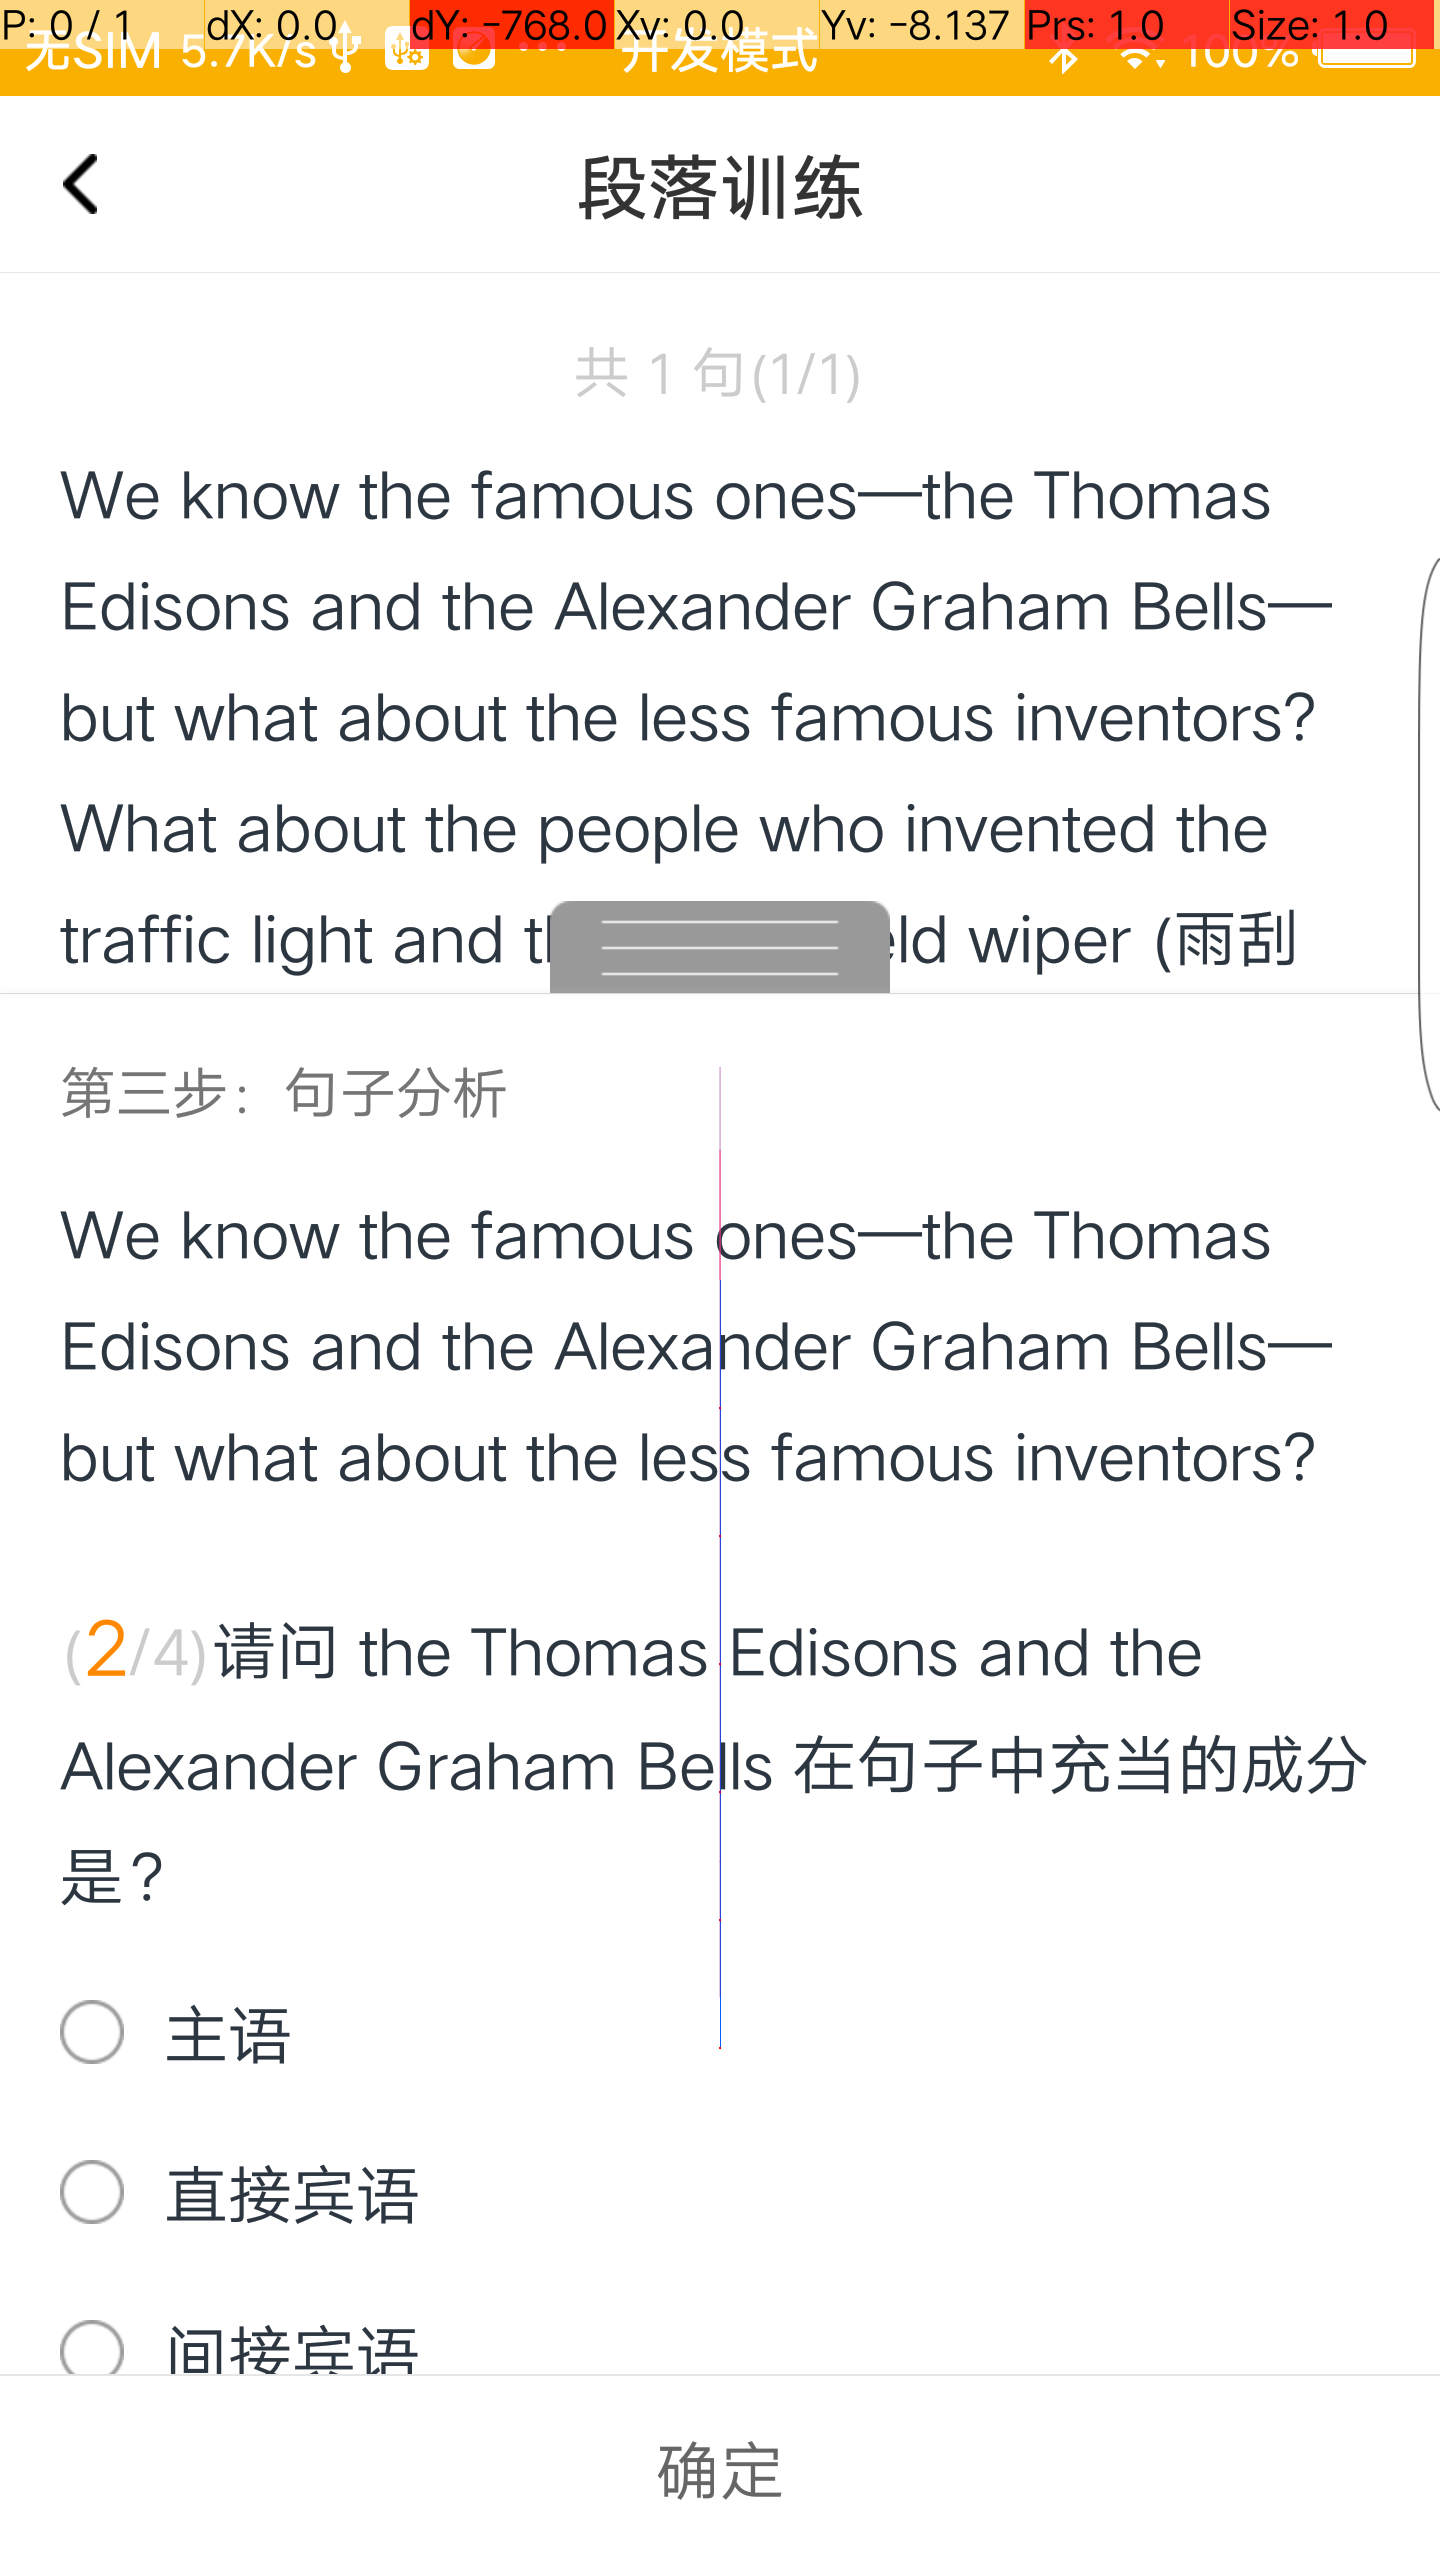 P: 0 / 1 dX: 0.0 dY: -768.0 Xv: 0.0 Yv: -8.137 Prs: 1.0 Size: 1.0
无SIM 5.7K/s ··· 开发模式 100%
段落训练
共 1 句(1/1)
We know the famous ones—the Thomas
Edisons and the Alexander Graham Bells—
but what about the less famous inventors?
What about the people who invented the
traffic light and eld wiper (雨刮
第三步：句子分析
We know the famous ones—the Thomas
Edisons and the Alexander Graham Bells—
but what about the less famous inventors?
(2/4)请问 the Thomas Edisons and the
Alexander Graham Bells 在句子中充当的成分
是?
主语
直接宾语
间接宾语
确定